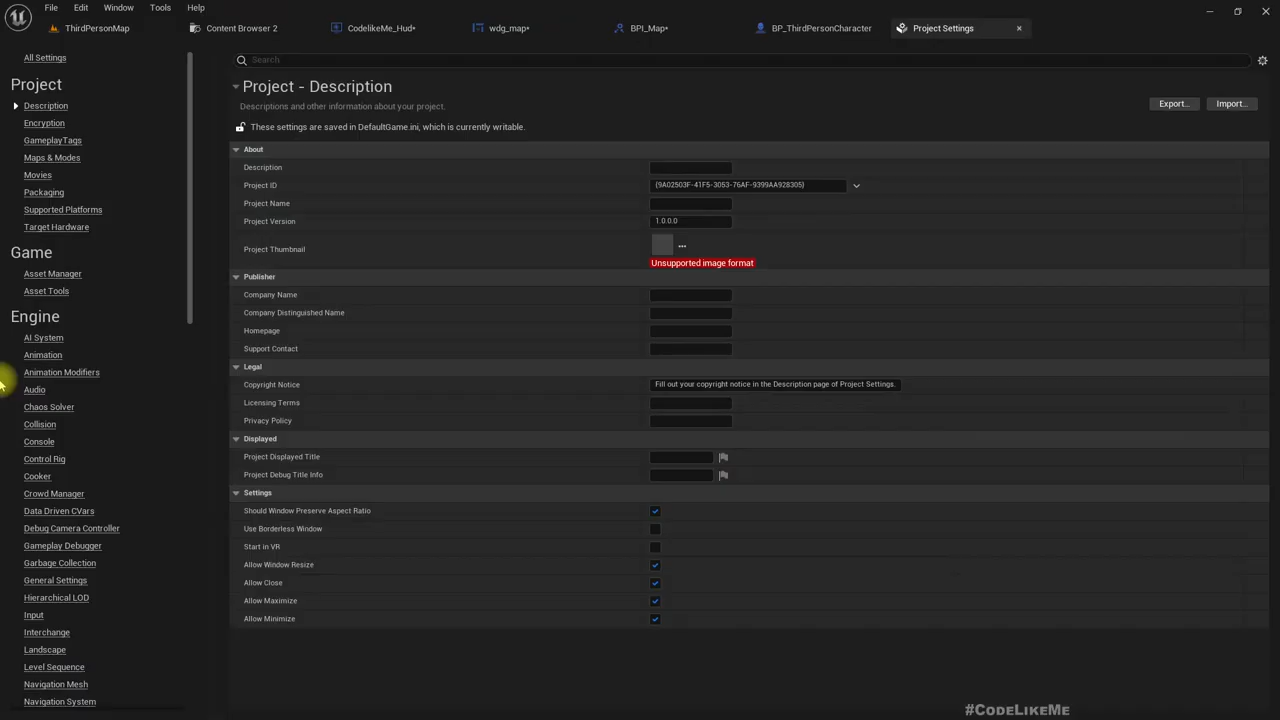 File Edit Window Tools Help
ThirdPersonMap Content Browser 2 CodelikeMe_Hud* wdg_map* BPI_Map* BP_ThirdPersonCharacter Project Settings
All Settings
Project
Description
Encryption
GameplayTags
Maps & Modes
Movies
Packaging
Supported Platforms
Target Hardware
Game
Asset Manager
Asset Tools
Engine
AI System
Animation
Animation Modifiers
Audio
Chaos Solver
Collision
Console
Control Rig
Cooker
Crowd Manager
Data Driven CVars
Debug Camera Controller
Gameplay Debugger
Garbage Collection
General Settings
Hierarchical LOD
Input
Interchange
Landscape
Level Sequence
Navigation Mesh
Navigation System
Search
Project - Description
Descriptions and other information about your project.
Export... Import...
These settings are saved in DefaultGame.ini, which is currently writable.
About
Description
Project ID {9A02503F-41F5-3053-76AF-9399AA928305}
Project Name
Project Version 1.0.0.0
Project Thumbnail
Unsupported image format
Publisher
Company Name
Company Distinguished Name
Homepage
Support Contact
Legal
Copyright Notice Fill out your copyright notice in the Description page of Project Settings.
Licensing Terms
Privacy Policy
Displayed
Project Displayed Title
Project Debug Title Info
Settings
Should Window Preserve Aspect Ratio
Use Borderless Window
Start in VR
Allow Window Resize
Allow Close
Allow Maximize
Allow Minimize
#CodeLikeMe